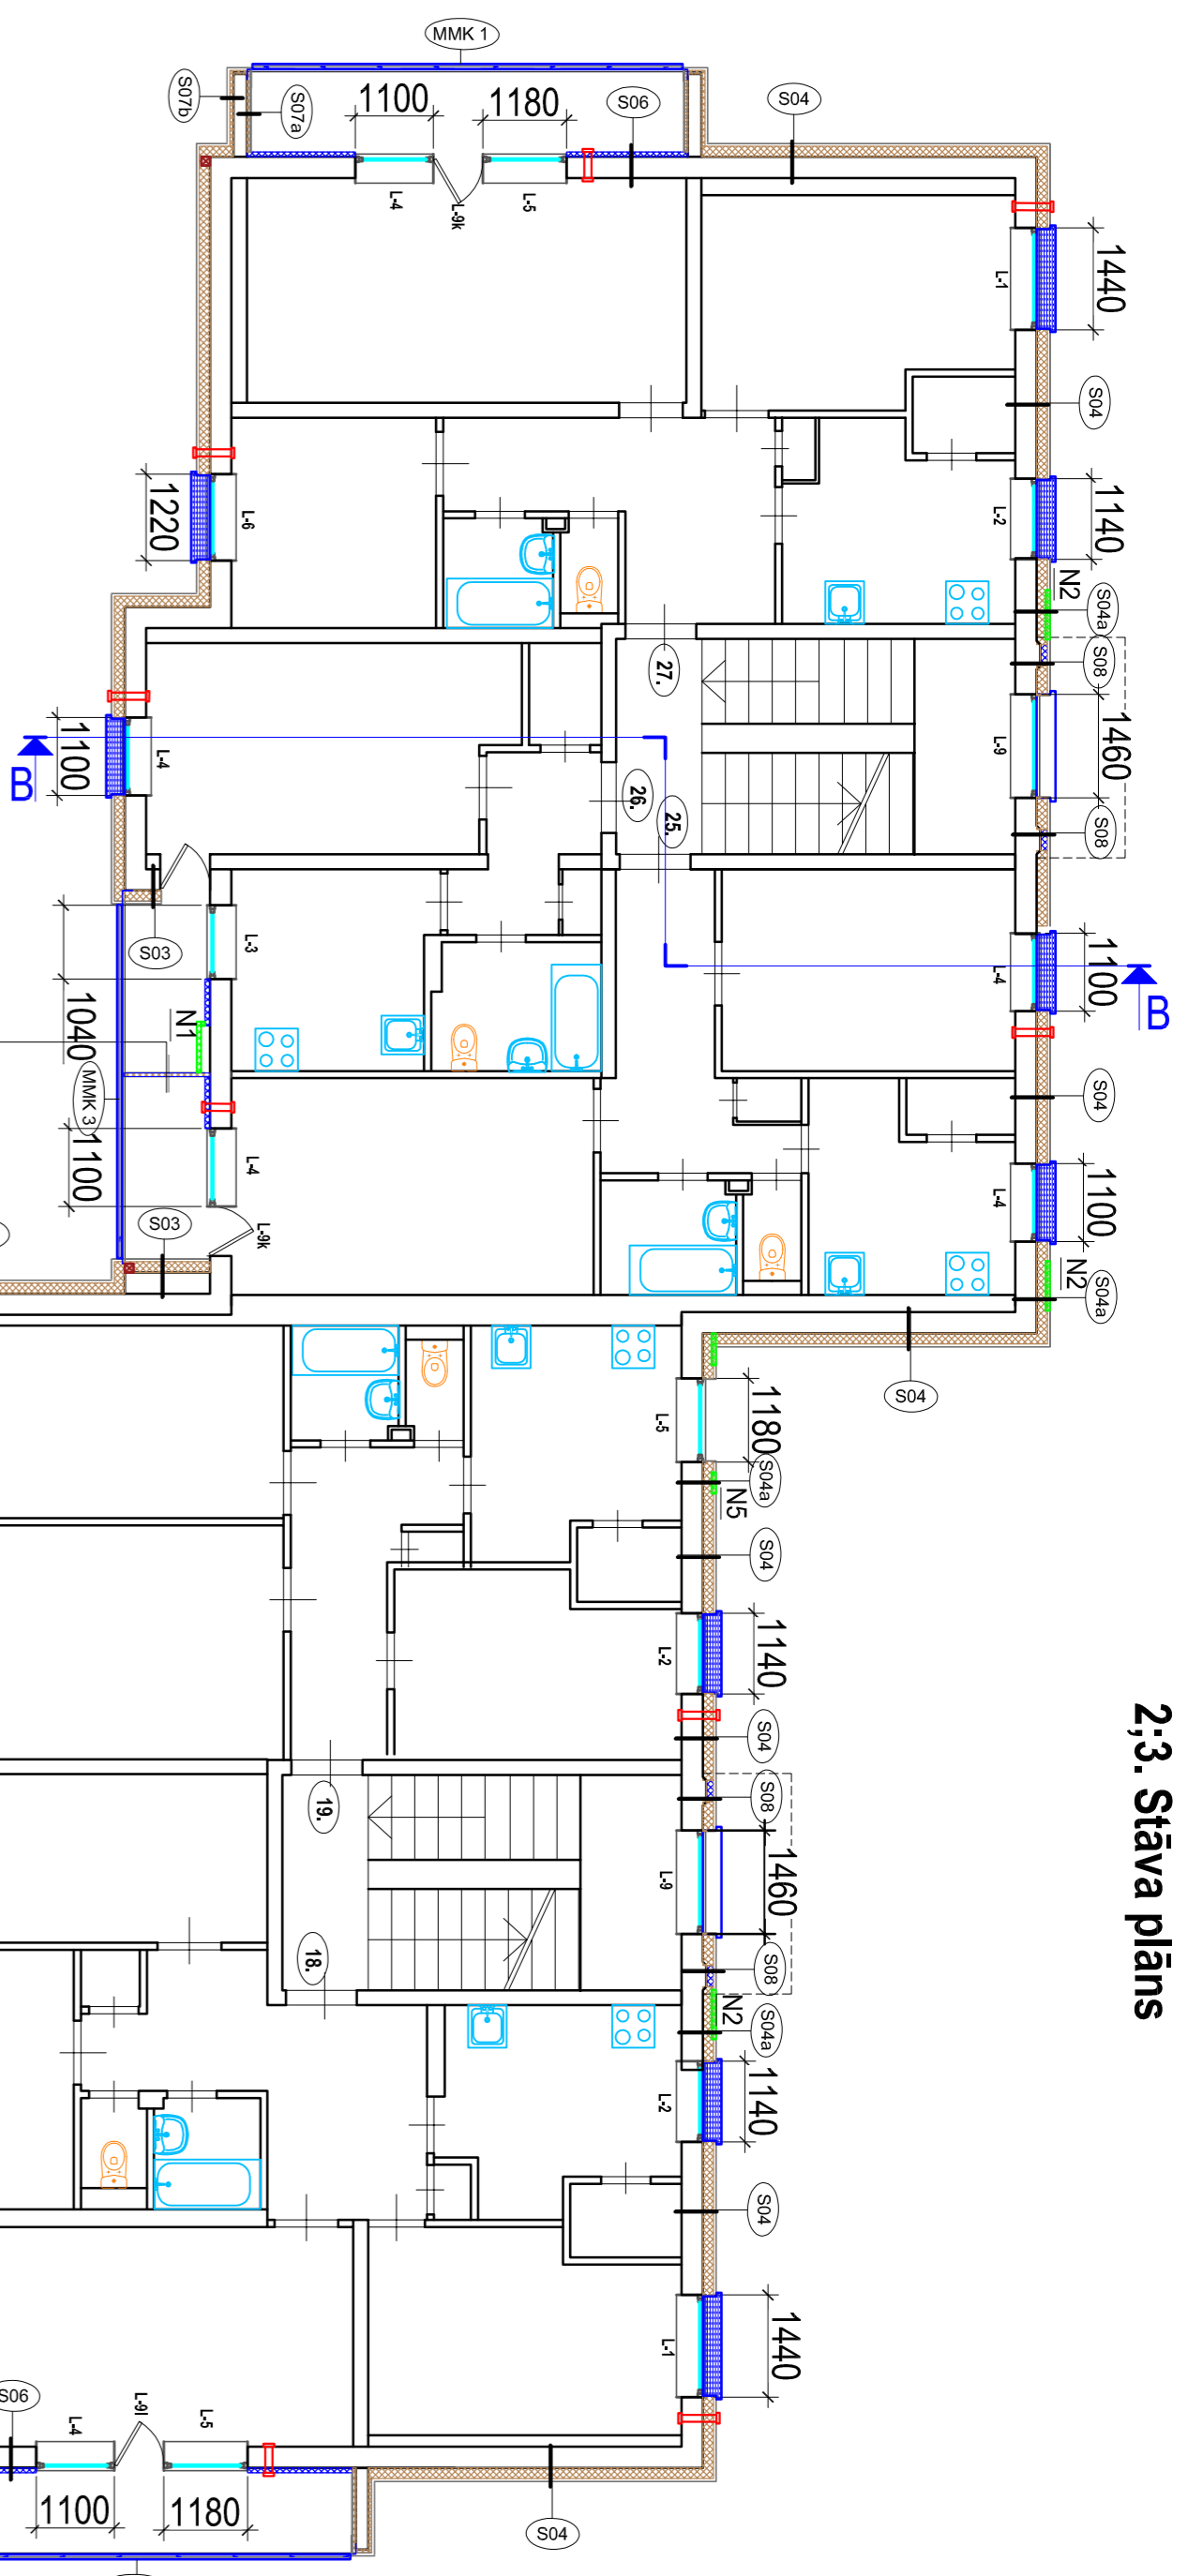 MMK 1
S07b
S07a
1100
1180
S06
S04
L-4
L-9k
L-5
1440
L-1
S04
1220
L-6
1140
L-2
N2
S04a
S08
27.
1460
L-9
26.
25.
S08
B
1100
L-4
S03
L-3
1040
N1
MMK 3
1100
L-4
B
1100
L-4
S04
S03
L-9k
1100
L-4
N2
S04a
S04
1180
L-5
S04a
N5
S04
1140
L-2
S04
S08
19.
1460
L-9
18.
S08
N2
S04a
1140
L-2
S04
1440
L-1
2;3. Stāva plāns
S06
L-4
L-9l
L-5
1100
1180
S04